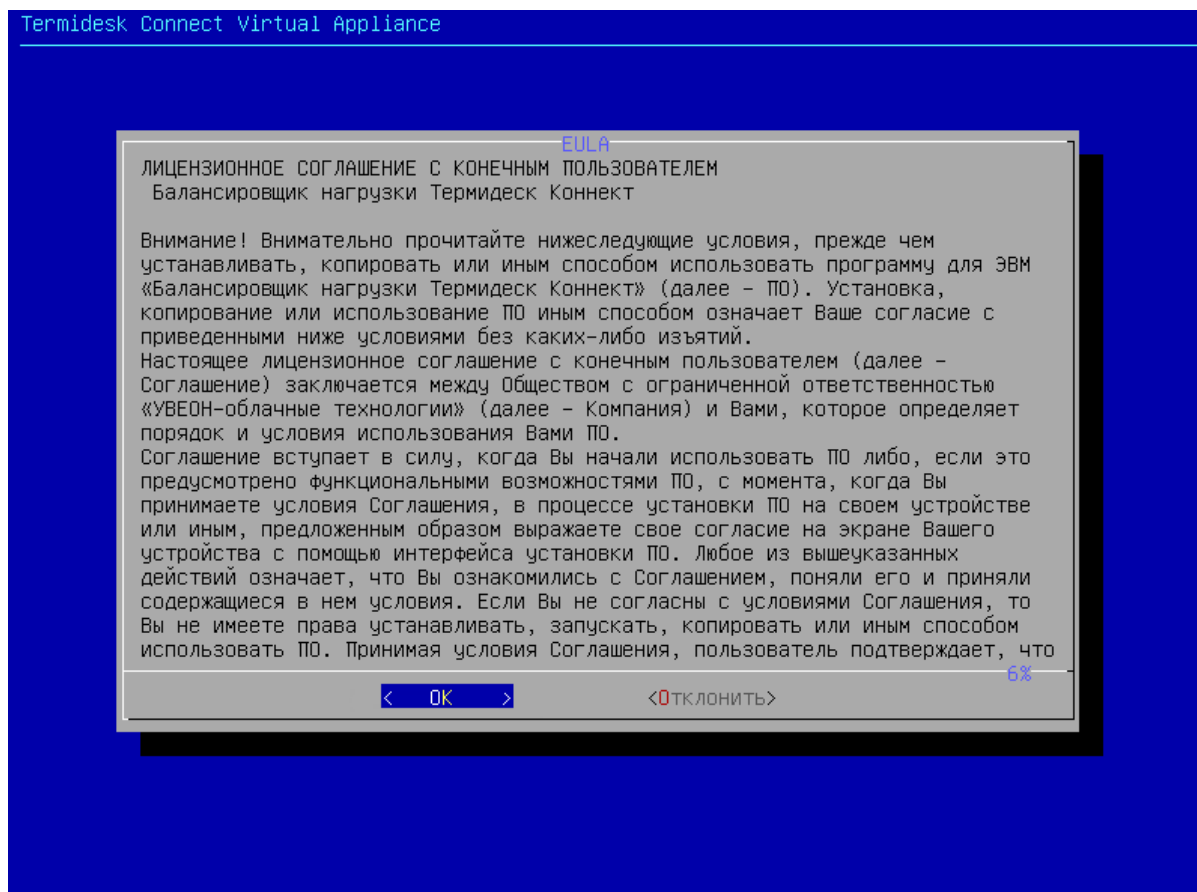 Termidesk Connect Virtual Appliance
EULA
ЛИЦЕНЗИОННОЕ СОГЛАШЕНИЕ С КОНЕЧНЫМ ПОЛЬЗОВАТЕЛЕМ
Балансировщик нагрузки Термидеск Коннект
Внимание! Внимательно прочитайте нижеследующие условия, прежде чем
устанавливать, копировать или иным способом использовать программу для ЭВМ
«Балансировщик нагрузки Термидеск Коннект» (далее – ПО). Установка,
копирование или использование ПО иным способом означает Ваше согласие с
приведенными ниже условиями без каких-либо изъятий.
Настоящее лицензионное соглашение с конечным пользователем (далее –
Соглашение) заключается между Обществом с ограниченной ответственностью
«УВЕОН-облачные технологии» (далее – Компания) и Вами, которое определяет
порядок и условия использования Вами ПО.
Соглашение вступает в силу, когда Вы начали использовать ПО либо, если это
предусмотрено функциональными возможностями ПО, с момента, когда Вы
принимаете условия Соглашения, в процессе установки ПО на своем устройстве
или иным, предложенным образом выражаете свое согласие на экране Вашего
устройства с помощью интерфейса установки ПО. Любое из вышеуказанных
действий означает, что Вы ознакомились с Соглашением, поняли его и приняли
содержащиеся в нем условия. Если Вы не согласны с условиями Соглашения, то
Вы не имеете права устанавливать, запускать, копировать или иным способом
использовать ПО. Принимая условия Соглашения, пользователь подтверждает, что
6%
< OK > <Отклонить>